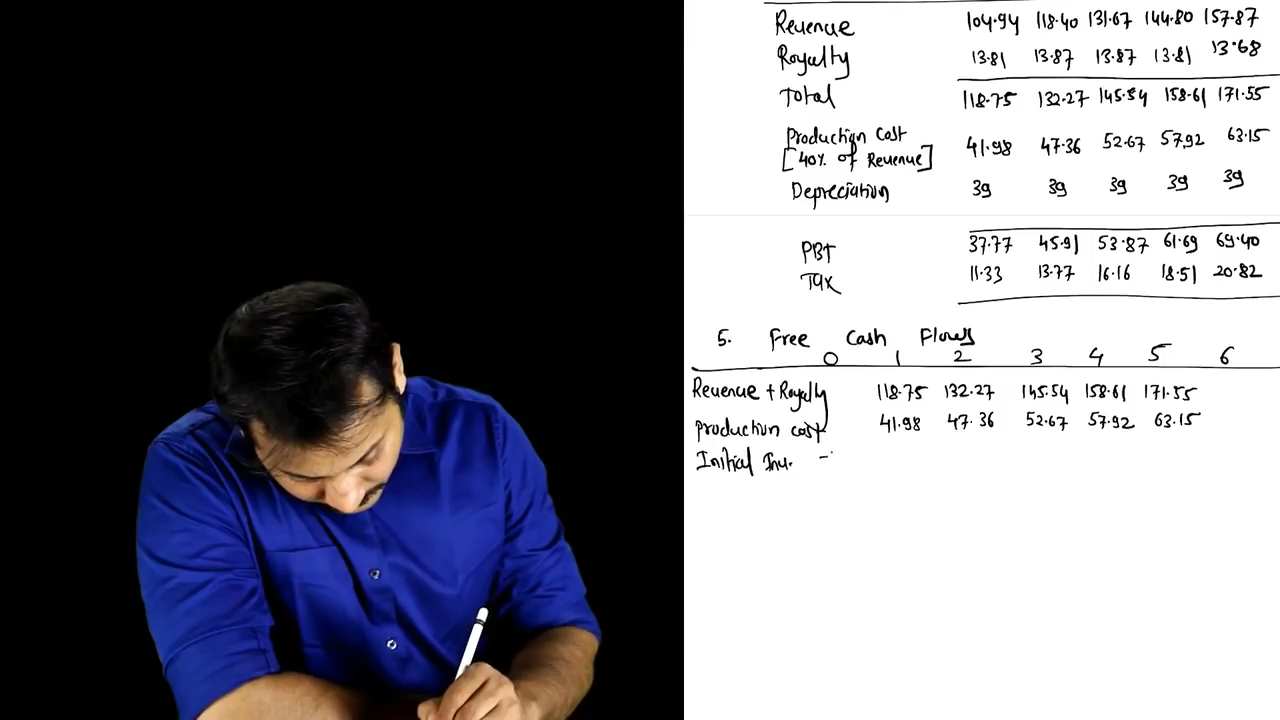 Revenue 104.94 118.40 131.67 144.80 157.87
Royalty 13.81 13.87 13.87 13.81 13.68
Total 118.75 132.27 145.54 158.61 171.55
Production Cost
[40% of Revenue] 41.98 47.36 52.67 57.92 63.15
Depreciation 39 39 39 39 39
PBT 37.77 45.91 53.87 61.69 69.40
Tax 11.33 13.77 16.16 18.51 20.82
5. Free Cash Flows
0 1 2 3 4 5 6
Revenue + Royalty 118.75 132.27 145.54 158.61 171.55
Production cost 41.98 47.36 52.67 57.92 63.15
Initial Inv. -